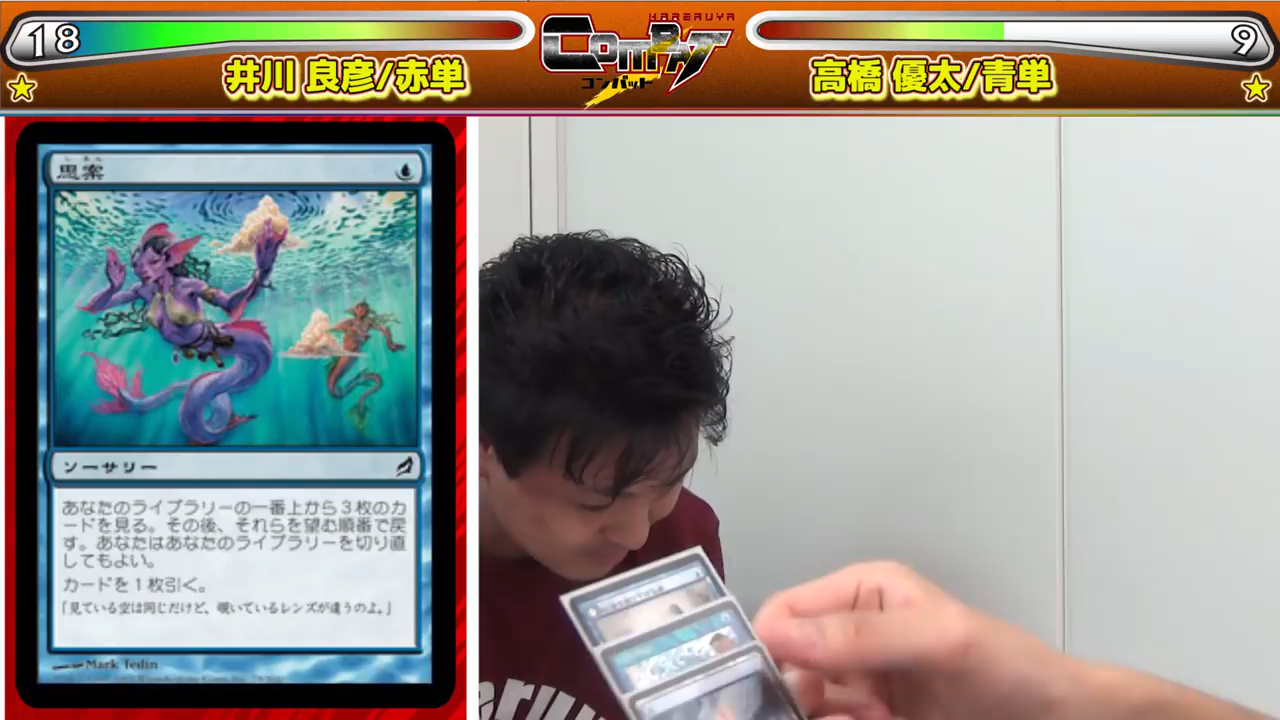 18
HARERUYA
COMBAT
コンバット
9
井川 良彦/赤単
高橋 優太/青単
しあん
思案
ソーサリー
あなたのライブラリーの一番上から3枚のカ
ードを見る。その後、それらを望む順番で戻
す。あなたはあなたのライブラリーを切り直
してもよい。
カードを1枚引く。
「見ている空は同じだけど、覗いているレンズが違うのよ。」
Mark Tedin